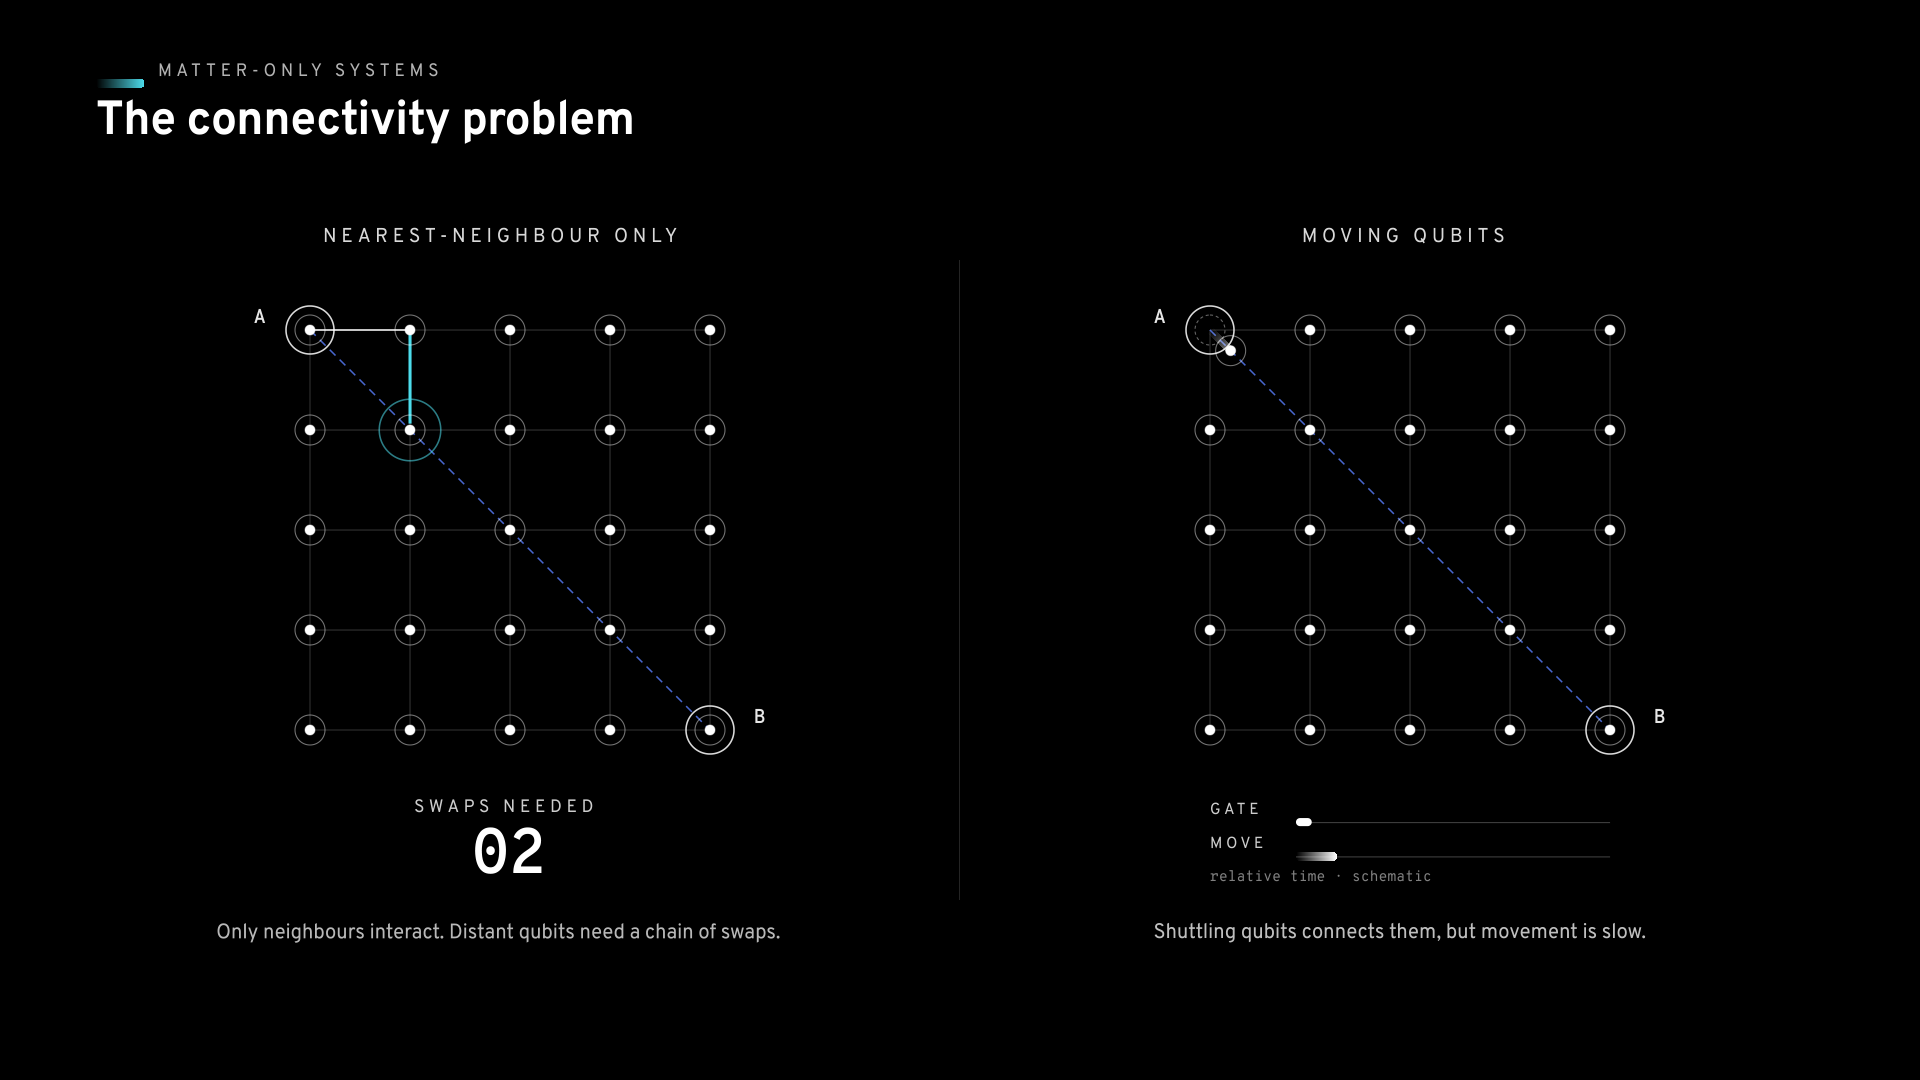 MATTER-ONLY SYSTEMS
The connectivity problem
NEAREST-NEIGHBOUR ONLY
A
B
SWAPS NEEDED
02
Only neighbours interact. Distant qubits need a chain of swaps.
MOVING QUBITS
A
B
GATE
MOVE
relative time · schematic
Shuttling qubits connects them, but movement is slow.